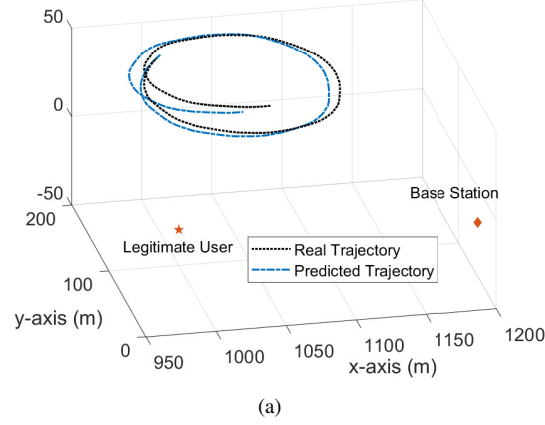 50
0
-50
200
100
0
y-axis (m)
Base Station
Legitimate User
Real Trajectory
Predicted Trajectory
950
1000
1050
1100
1150
1200
x-axis (m)
(a)